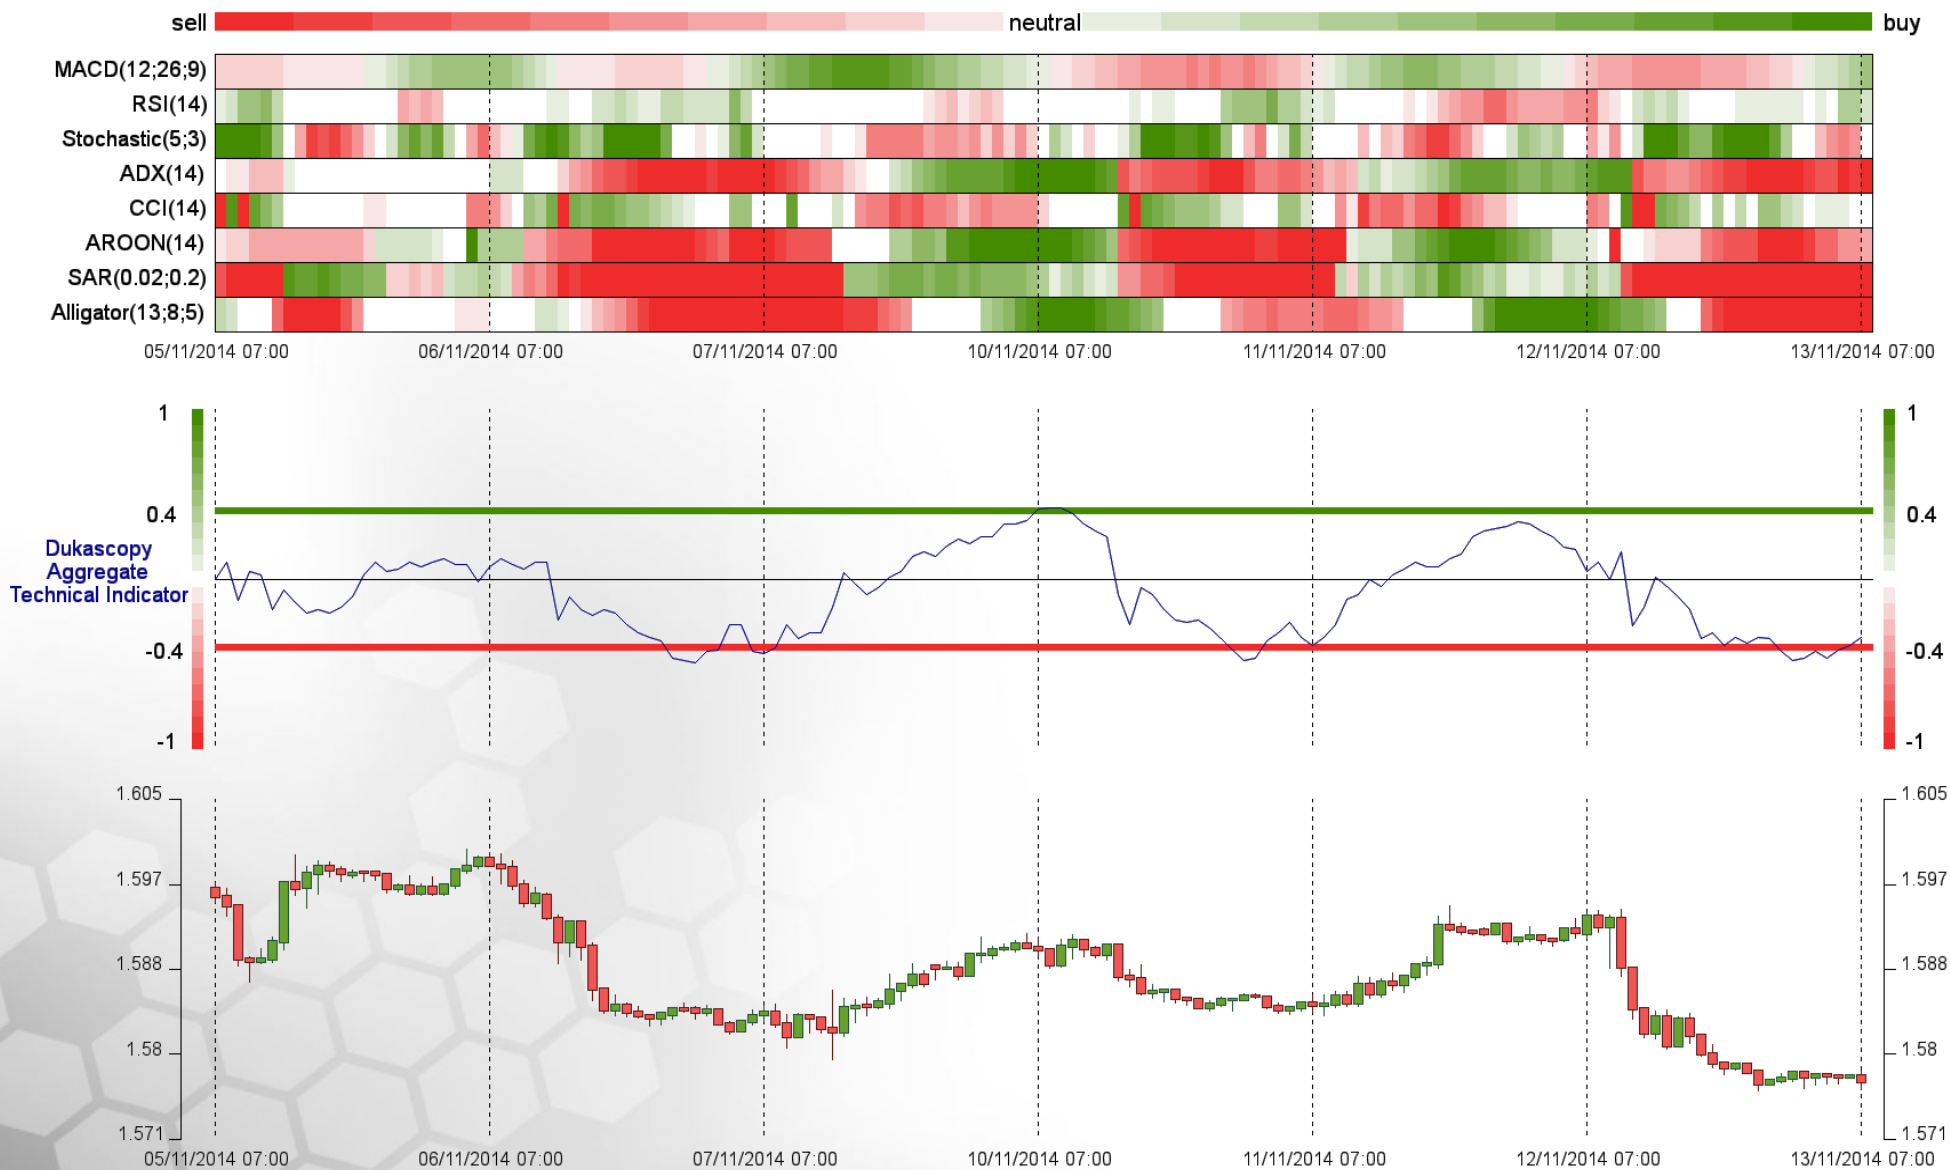 sell neutral buy
MACD(12;26;9)
RSI(14)
Stochastic(5;3)
ADX(14)
CCI(14)
AROON(14)
SAR(0.02;0.2)
Alligator(13;8;5)
05/11/2014 07:00 06/11/2014 07:00 07/11/2014 07:00 10/11/2014 07:00 11/11/2014 07:00 12/11/2014 07:00 13/11/2014 07:00
1 1
0.4 0.4
Dukascopy
Aggregate
Technical Indicator
-0.4 -0.4
-1 -1
1.605 1.605
1.597 1.597
1.588 1.588
1.58 1.58
1.571 1.571
05/11/2014 07:00 06/11/2014 07:00 07/11/2014 07:00 10/11/2014 07:00 11/11/2014 07:00 12/11/2014 07:00 13/11/2014 07:00